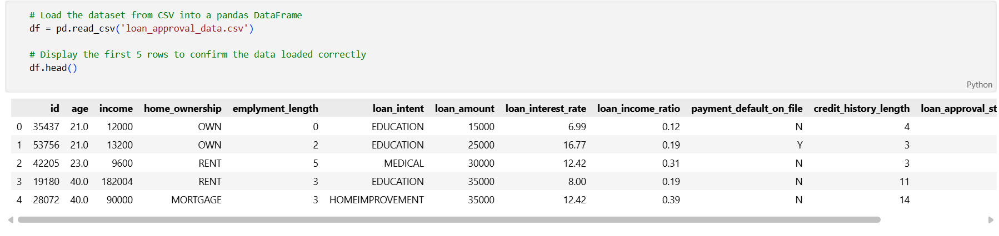 # Load the dataset from CSV into a pandas DataFrame
df = pd.read_csv('loan_approval_data.csv')
# Display the first 5 rows to confirm the data loaded correctly
df.head()
Python
id age income home_ownership emplyment_length loan_intent loan_amount loan_interest_rate loan_income_ratio payment_default_on_file credit_history_length loan_approval_st
0 35437 21.0 12000 OWN 0 EDUCATION 15000 6.99 0.12 N 4
1 53756 21.0 13200 OWN 2 EDUCATION 25000 16.77 0.19 Y 3
2 42205 23.0 9600 RENT 5 MEDICAL 30000 12.42 0.31 N 3
3 19180 40.0 182004 RENT 3 EDUCATION 35000 8.00 0.19 N 11
4 28072 40.0 90000 MORTGAGE 3 HOMEIMPROVEMENT 35000 12.42 0.39 N 14